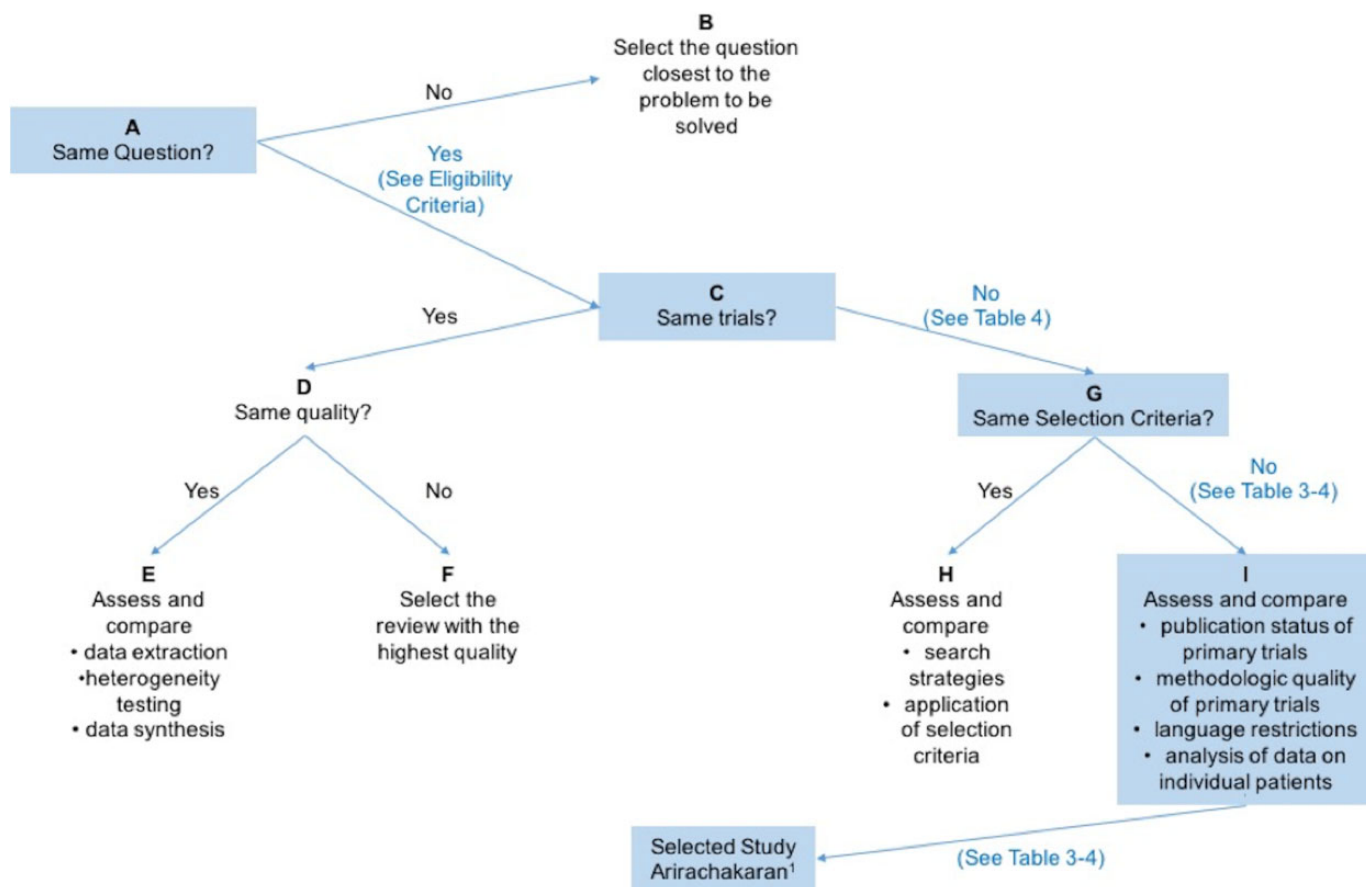 B
Select the question
closest to the
problem to be
solved
No
A
Same Question?
Yes
(See Eligibility
Criteria)
C
Same trials?
Yes
No
(See Table 4)
D
Same quality?
G
Same Selection Criteria?
Yes
No
Yes
No
(See Table 3-4)
E
Assess and
compare
• data extraction
•heterogeneity
testing
• data synthesis
F
Select the
review with the
highest quality
H
Assess and
compare
• search
strategies
• application
of selection
criteria
I
Assess and compare
• publication status of
primary trials
• methodologic quality
of primary trials
• language restrictions
• analysis of data on
individual patients
Selected Study
Arirachakaran¹
(See Table 3-4)